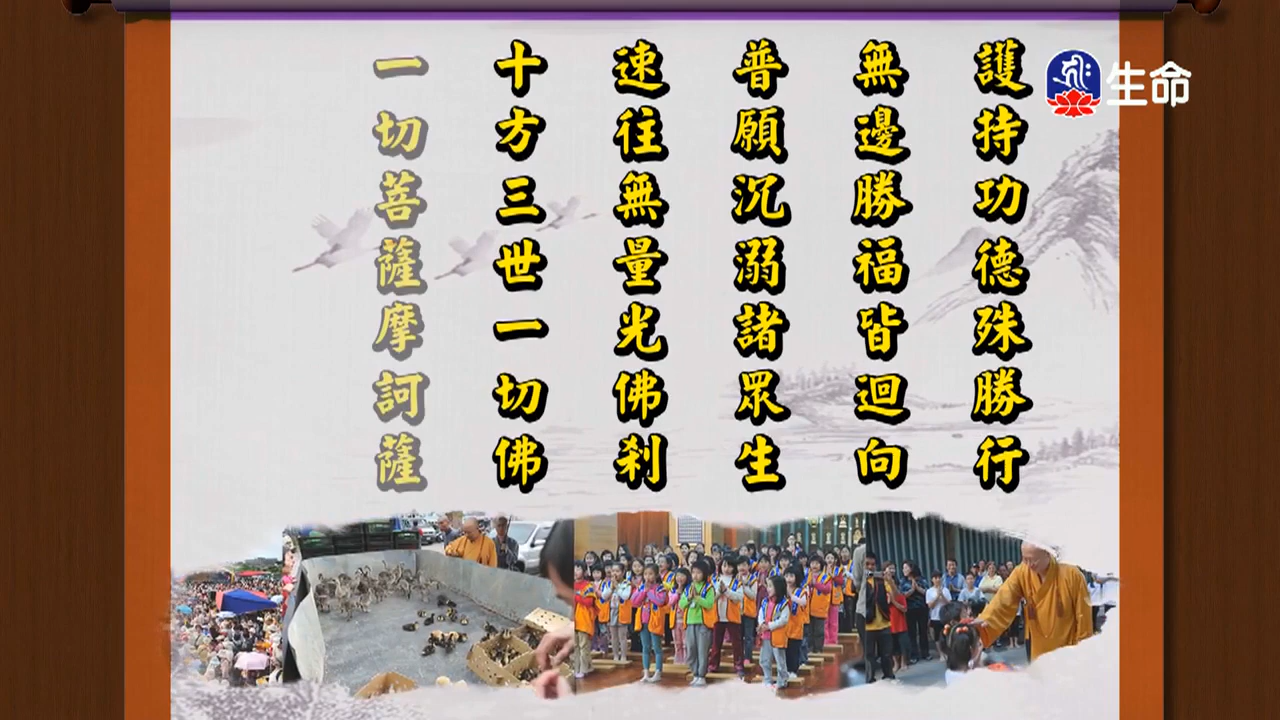 護持功德殊勝行
無邊勝福皆迴向
普願沉溺諸眾生
速往無量光佛剎
十方三世一切佛
一切菩薩摩訶薩
生命